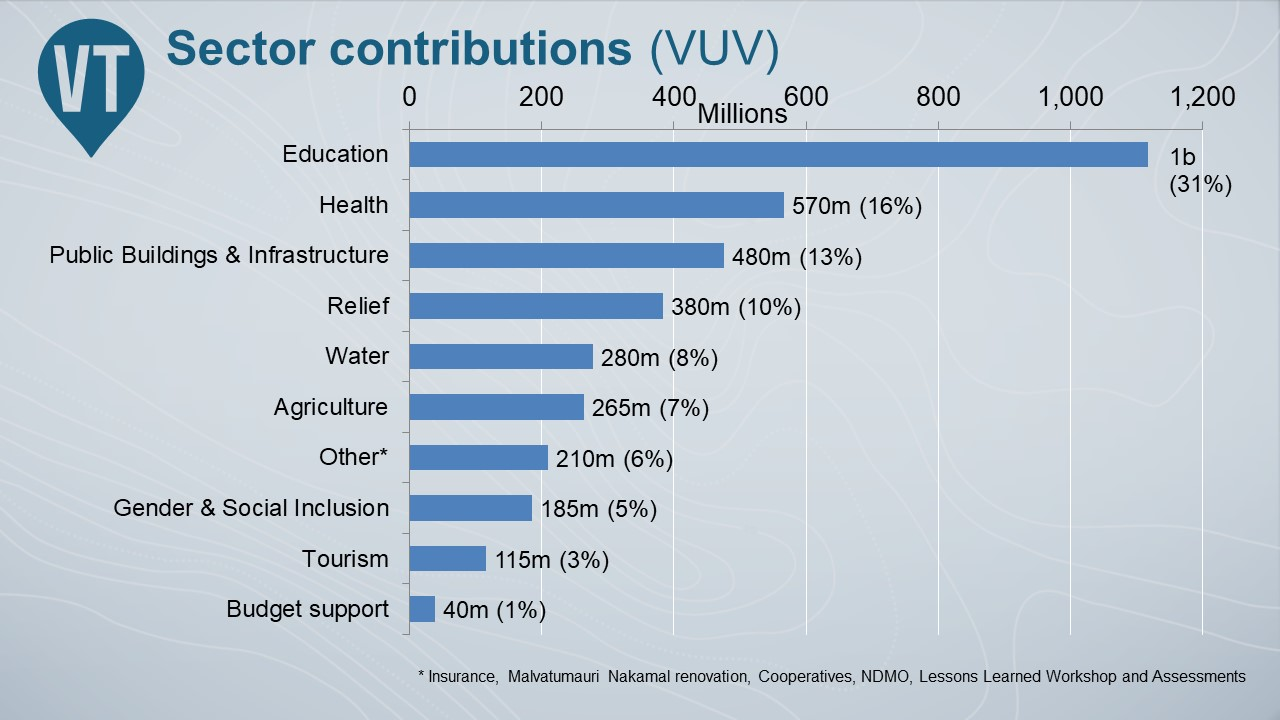 VT
Sector contributions (VUV)
0 200 400 600 800 1,000 1,200
Millions
Education
1b
(31%)
Health 570m (16%)
Public Buildings & Infrastructure 480m (13%)
Relief 380m (10%)
Water 280m (8%)
Agriculture 265m (7%)
Other* 210m (6%)
Gender & Social Inclusion 185m (5%)
Tourism 115m (3%)
Budget support 40m (1%)
* Insurance, Malvatumauri Nakamal renovation, Cooperatives, NDMO, Lessons Learned Workshop and Assessments